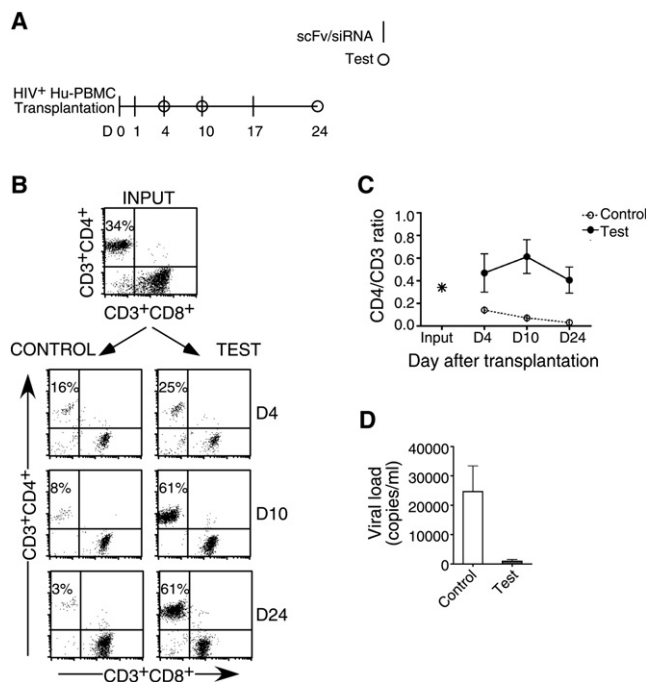 A
scFv/siRNA
Test
HIV+ Hu-PBMC
Transplantation
D 0 1 4 10 17 24
B
INPUT
34%
CD3+CD4+
CD3+CD8+
CONTROL
TEST
16%
25%
D4
8%
61%
D10
3%
61%
D24
CD3+CD4+
CD3+CD8+
C
Control
Test
CD4/CD3 ratio
1.0
0.8
0.6
0.4
0.2
0.0
Input D4 D10 D24
Day after transplantation
D
Viral load
(copies/ml)
40000
30000
20000
10000
0
Control
Test